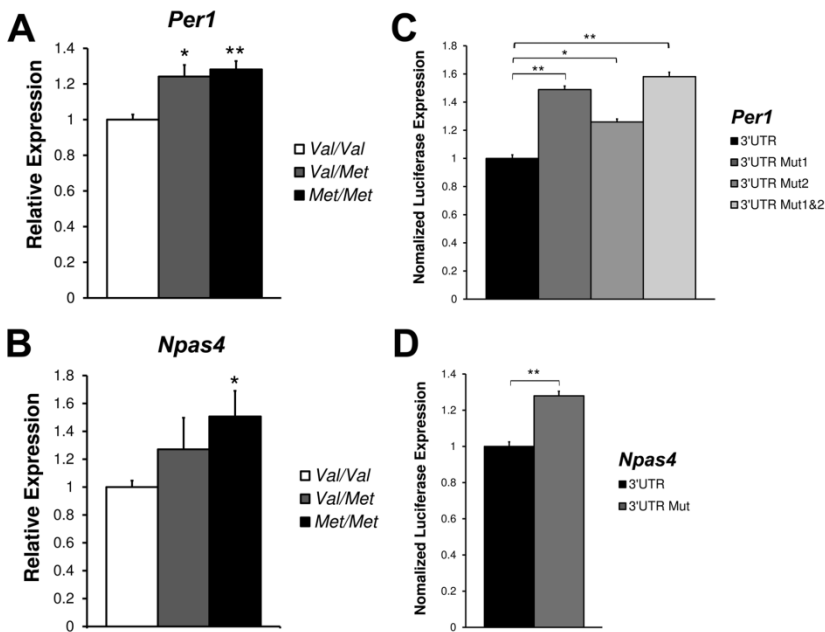 A
Per1
Relative Expression
1.4
1.2
1
0.8
0.6
0.4
0.2
0
*
**
Val/Val
Val/Met
Met/Met
B
Npas4
Relative Expression
1.8
1.6
1.4
1.2
1
0.8
0.6
0.4
0.2
0
*
Val/Val
Val/Met
Met/Met
C
Nomalized Luciferase Expression
1.8
1.6
1.4
1.2
1
0.8
0.6
0.4
0.2
0
**
*
**
Per1
3'UTR
3'UTR Mut1
3'UTR Mut2
3'UTR Mut1&2
D
Nomalized Luciferase Expression
1.4
1.2
1
0.8
0.6
0.4
0.2
0
**
Npas4
3'UTR
3'UTR Mut